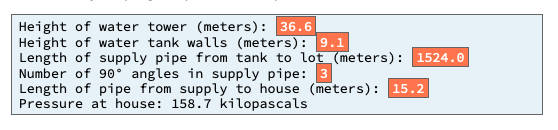 Height of water tower (meters): 36.6
Height of water tank walls (meters): 9.1
Length of supply pipe from tank to lot (meters): 1524.0
Number of 90° angles in supply pipe: 3
Length of pipe from supply to house (meters): 15.2
Pressure at house: 158.7 kilopascals